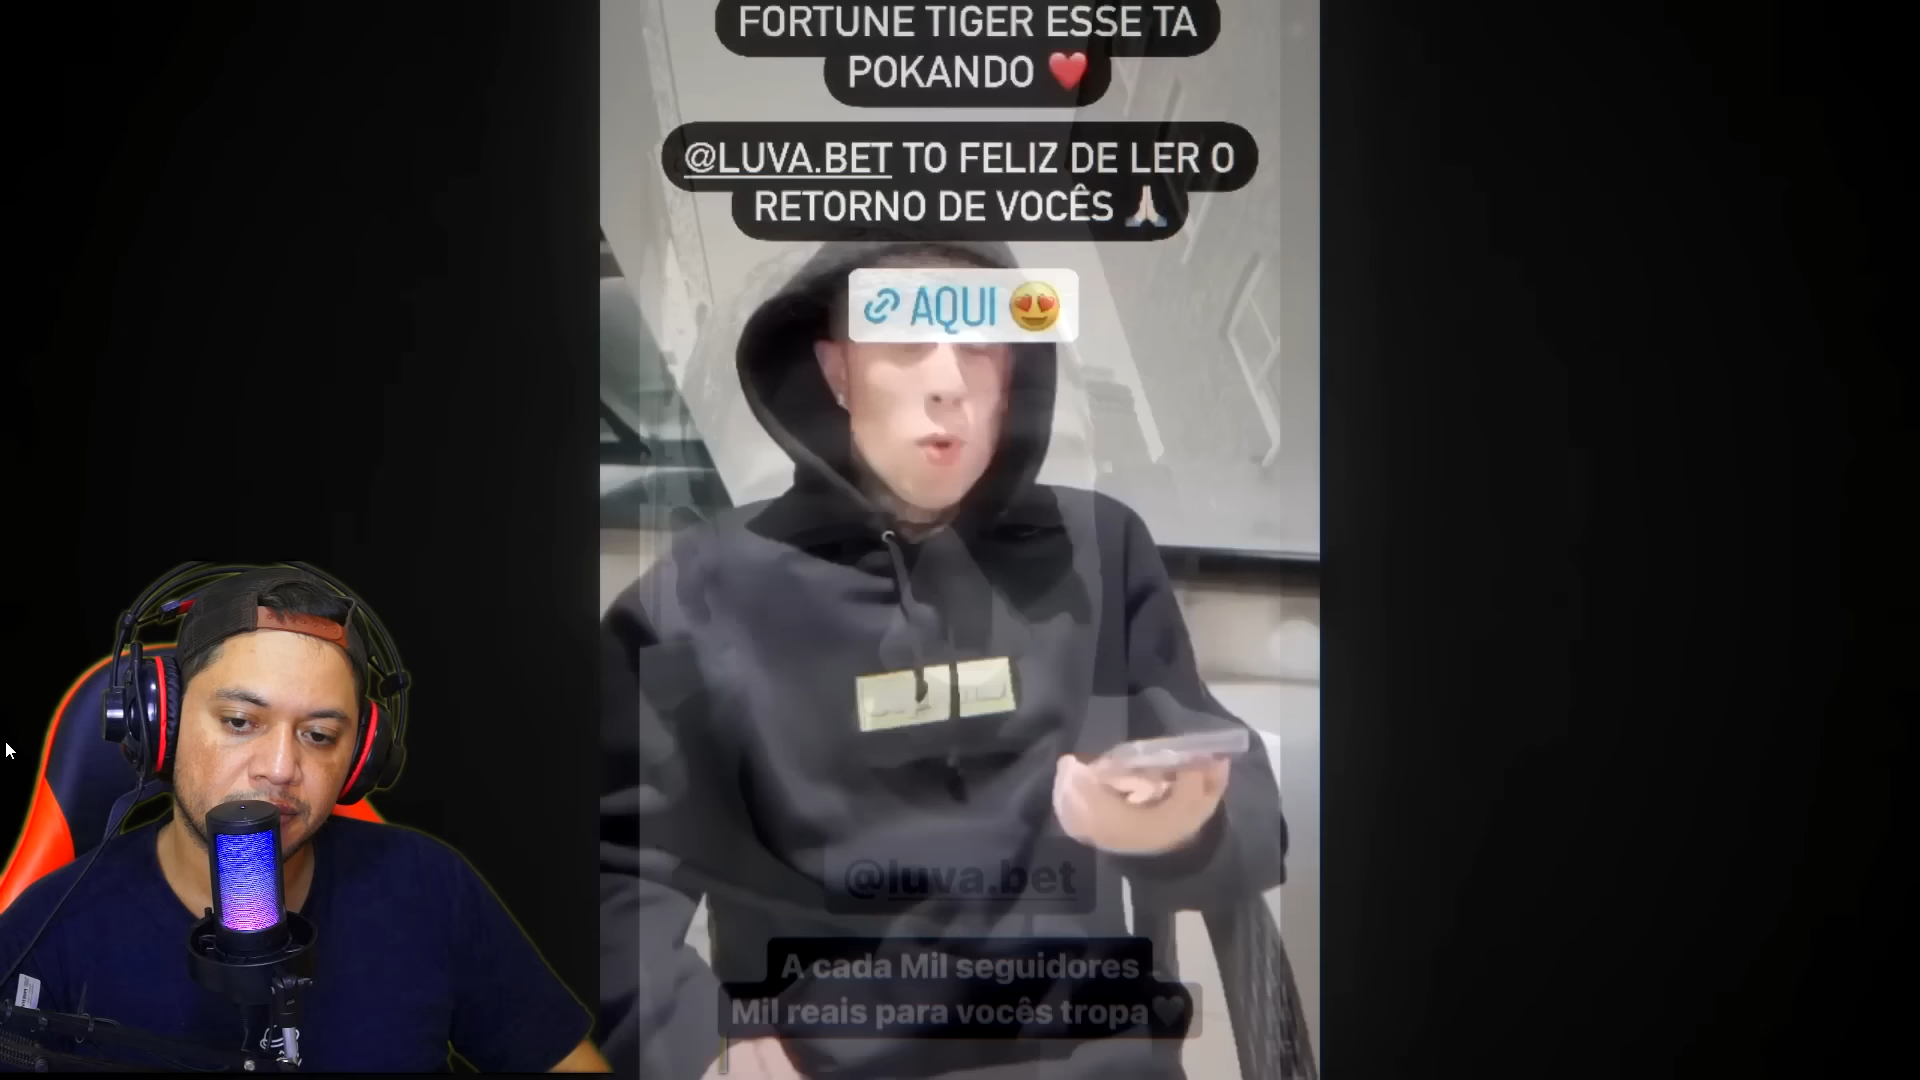 FORTUNE TIGER ESSE TA
POKANDO ❤️
@LUVA.BET TO FELIZ DE LER O
RETORNO DE VOCÊS 🙏🏻
AQUI 😍
@luva.bet
A cada Mil seguidores
Mil reais para vocês tropa🖤